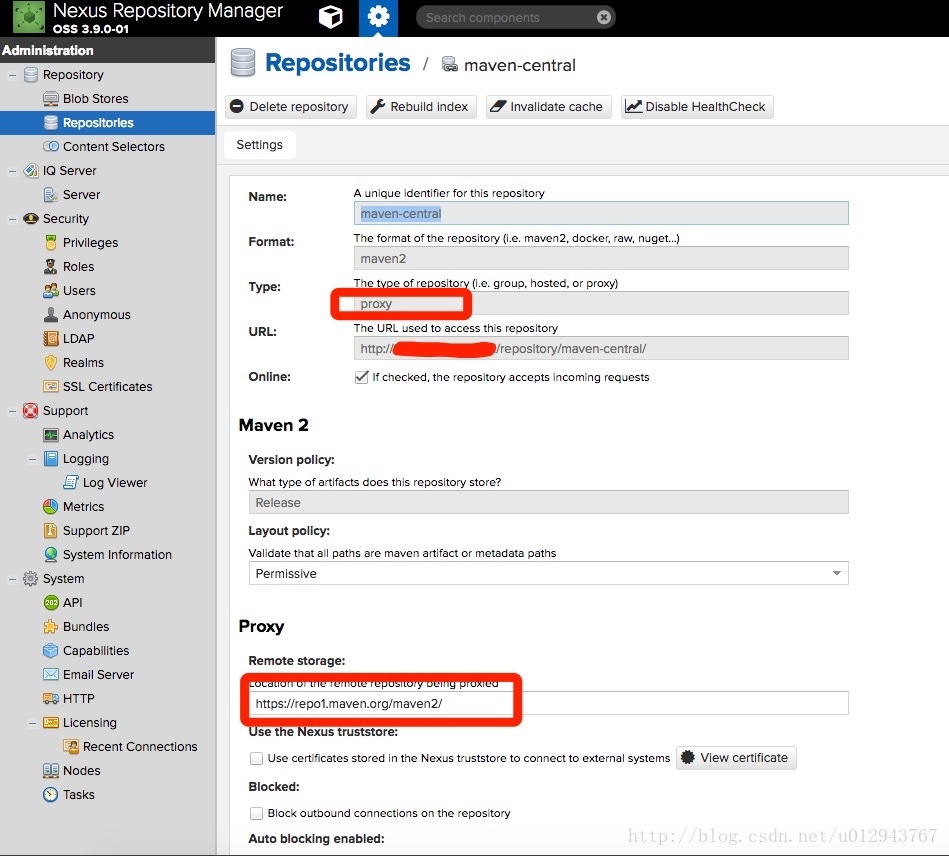 Nexus Repository Manager
OSS 3.9.0-01
Search components
Administration
Repository
Blob Stores
Repositories
Content Selectors
IQ Server
Server
Security
Privileges
Roles
Users
Anonymous
LDAP
Realms
SSL Certificates
Support
Analytics
Logging
Log Viewer
Metrics
Support ZIP
System Information
System
API
Bundles
Capabilities
Email Server
HTTP
Licensing
Recent Connections
Nodes
Tasks
Repositories / maven-central
Delete repository Rebuild index Invalidate cache Disable HealthCheck
Settings
Name: A unique identifier for this repository
maven-central
Format: The format of the repository (i.e. maven2, docker, raw, nuget...)
maven2
Type: The type of repository (i.e. group, hosted, or proxy)
proxy
URL: The URL used to access this repository
http:// /repository/maven-central/
Online: If checked, the repository accepts incoming requests
Maven 2
Version policy:
What type of artifacts does this repository store?
Release
Layout policy:
Validate that all paths are maven artifact or metadata paths
Permissive
Proxy
Remote storage:
Location of the remote repository being proxied
https://repo1.maven.org/maven2/
Use the Nexus truststore:
Use certificates stored in the Nexus truststore to connect to external systems View certificate
Blocked:
Block outbound connections on the repository
Auto blocking enabled:
http://blog.csdn.net/u012943767